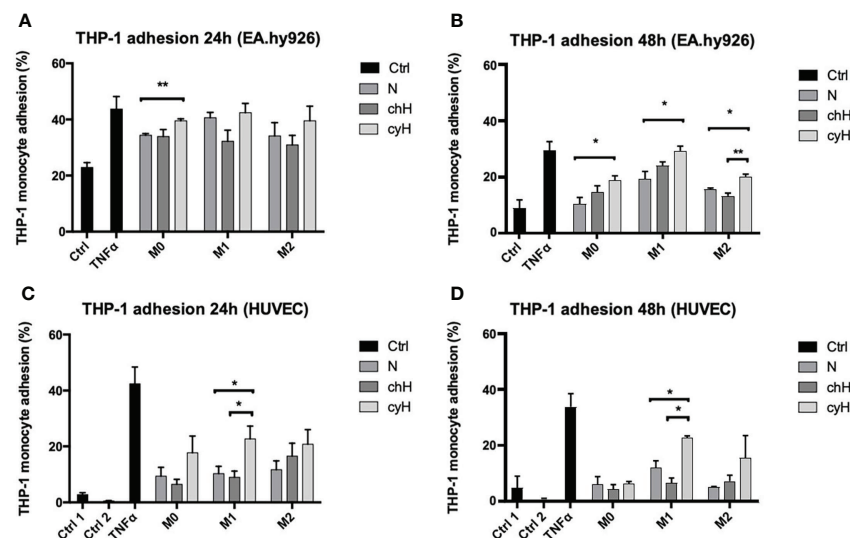 A
THP-1 adhesion 24h (EA.hy926)
THP-1 monocyte adhesion (%)
60
40
20
0
**
Ctrl
TNFα
M0
M1
M2
Ctrl
N
chH
cyH
B
THP-1 adhesion 48h (EA.hy926)
THP-1 monocyte adhesion (%)
60
40
20
0
*
*
*
**
Ctrl
TNFα
M0
M1
M2
Ctrl
N
chH
cyH
C
THP-1 adhesion 24h (HUVEC)
THP-1 monocyte adhesion (%)
60
40
20
0
*
*
Ctrl 1
Ctrl 2
TNFα
M0
M1
M2
Ctrl
N
chH
cyH
D
THP-1 adhesion 48h (HUVEC)
THP-1 monocyte adhesion (%)
60
40
20
0
*
*
Ctrl 1
Ctrl 2
TNFα
M0
M1
M2
Ctrl
N
chH
cyH